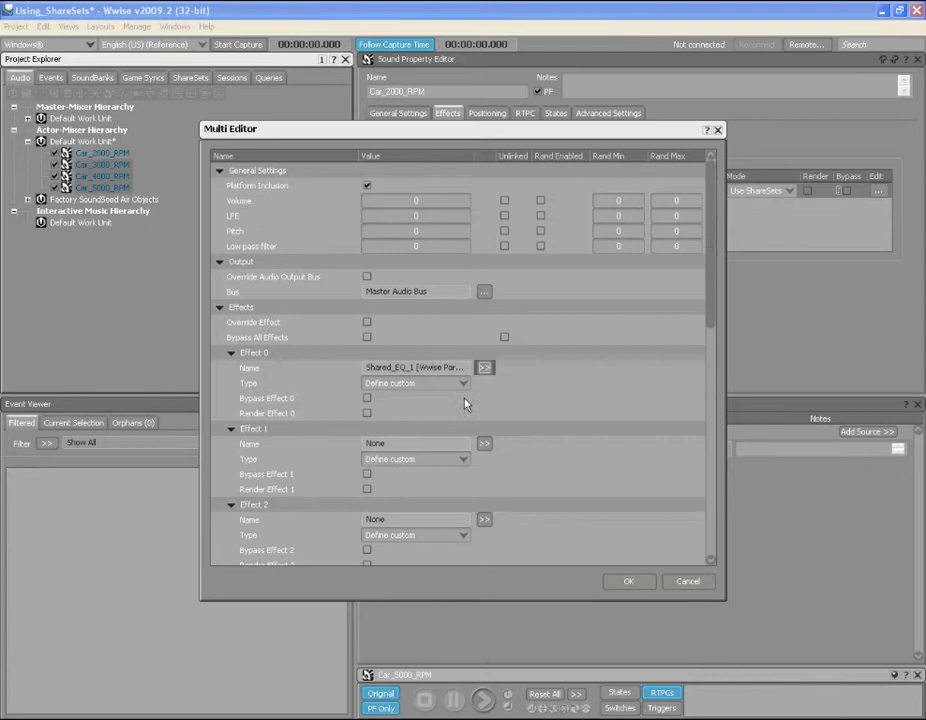 Using_ShareSets* - Wwise v2009.2 (32-bit)
Project Edit Views Layouts Manage Windows Help
Windows® English (US) (Reference) Start Capture 00:00:00.000 Follow Capture Time 00:00:00.000 Not connected Reconnect Remote... Search
Project Explorer 1 ? X
Sound Property Editor
Audio Events SoundBanks Game Syncs ShareSets Sessions Queries
Name Notes
Car_2000_RPM PF
General Settings Effects Positioning RTPC States Advanced Settings
Master-Mixer Hierarchy
Default Work Unit
Actor-Mixer Hierarchy
Default Work Unit*
Car_2000_RPM
Car_3000_RPM
Car_4000_RPM
Car_5000_RPM
Factory SoundSeed Air Objects
Interactive Music Hierarchy
Default Work Unit
Mode Render Bypass Edit
Use ShareSets ...
Multi Editor
Name Value Unlinked Rand Enabled Rand Min Rand Max
General Settings
Platform Inclusion
Volume 0 0 0
LFE 0 0 0
Pitch 0 0 0
Low pass filter 0 0 0
Output
Override Audio Output Bus
Bus Master Audio Bus ...
Effects
Override Effect
Bypass All Effects
Effect 0
Name Shared_EQ_1 [Wwise Par... >>
Type Define custom
Bypass Effect 0
Render Effect 0
Effect 1
Name None >>
Type Define custom
Bypass Effect 1
Render Effect 1
Effect 2
Name None >>
Type Define custom
Bypass Effect 2
Render Effect 2
OK Cancel
Event Viewer
Filtered Current Selection Orphans (0)
Filter >> Show All
Notes
Add Source >>
Car_5000_RPM
Original
PF Only
Reset All >>
States RTPCs
Switches Triggers